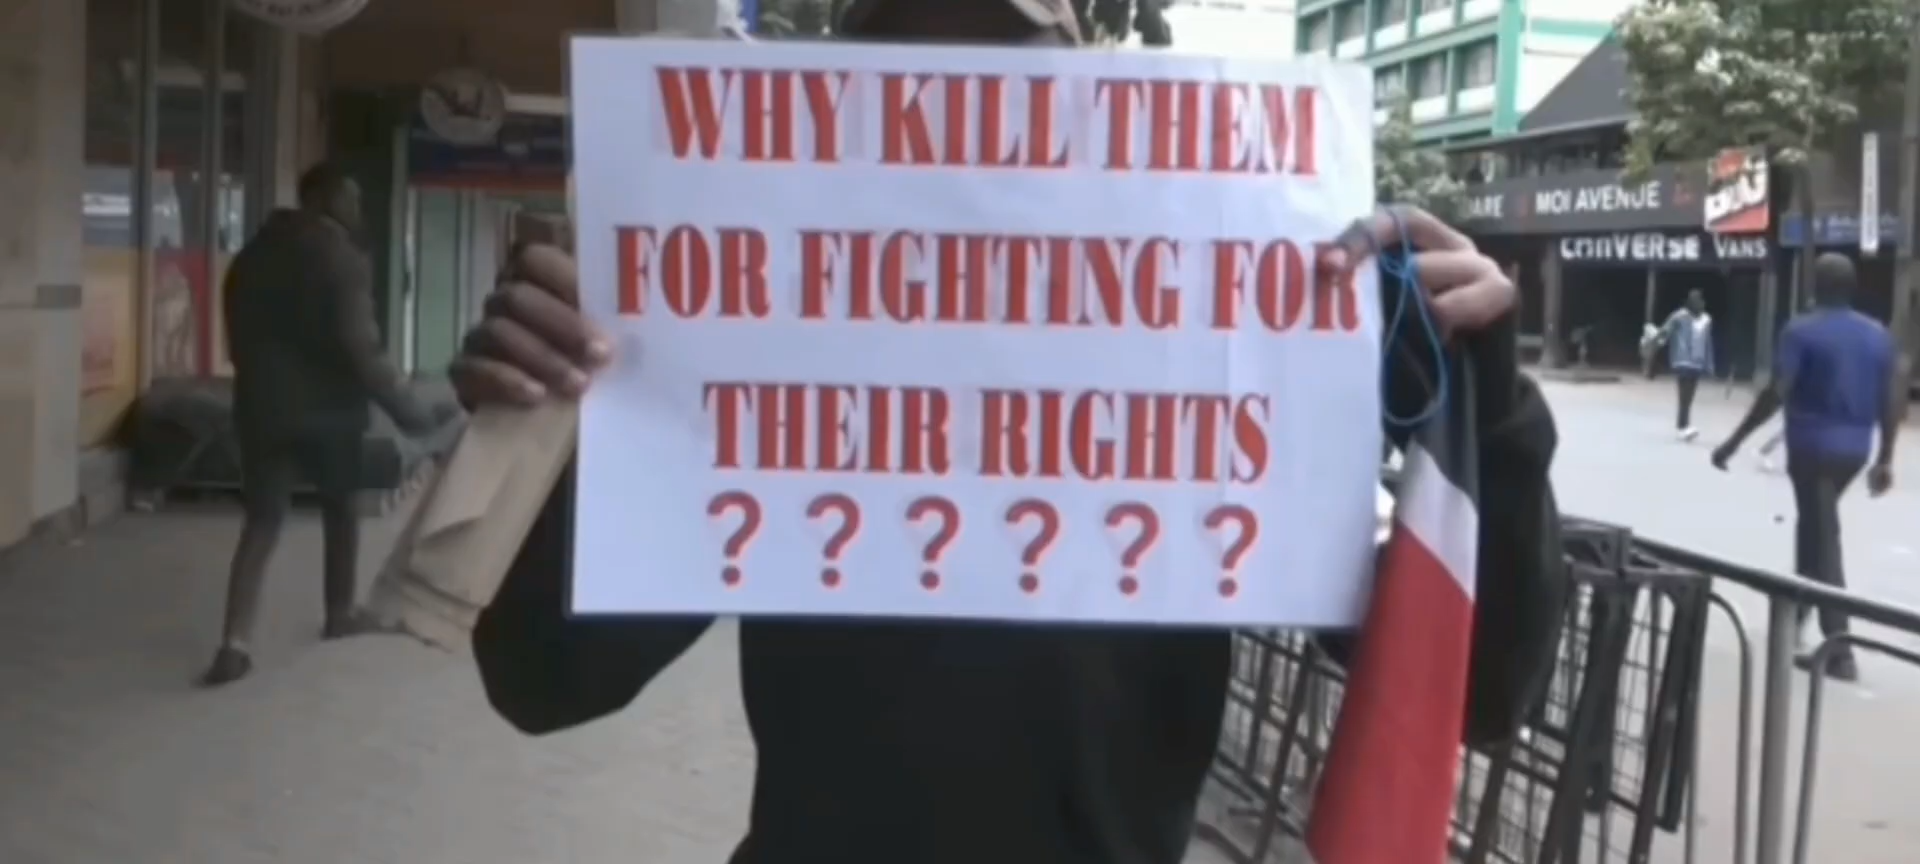 WHY KILL THEM
FOR FIGHTING FOR
THEIR RIGHTS
? ? ? ? ? ?
MOI AVENUE
CONVERSE VANS